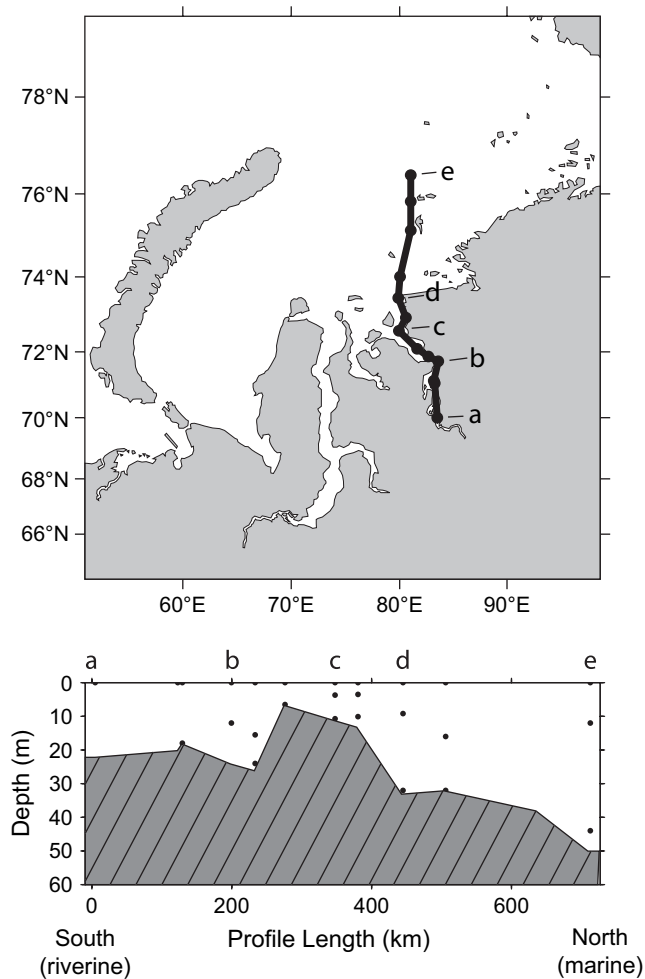 78°N
e
76°N
74°N
d
c
72°N
b
70°N
a
68°N
66°N
60°E 70°E 80°E 90°E
a b c d e
0
10
20
30
40
50
60
Depth (m)
0 200 400 600
South Profile Length (km) North
(riverine) (marine)